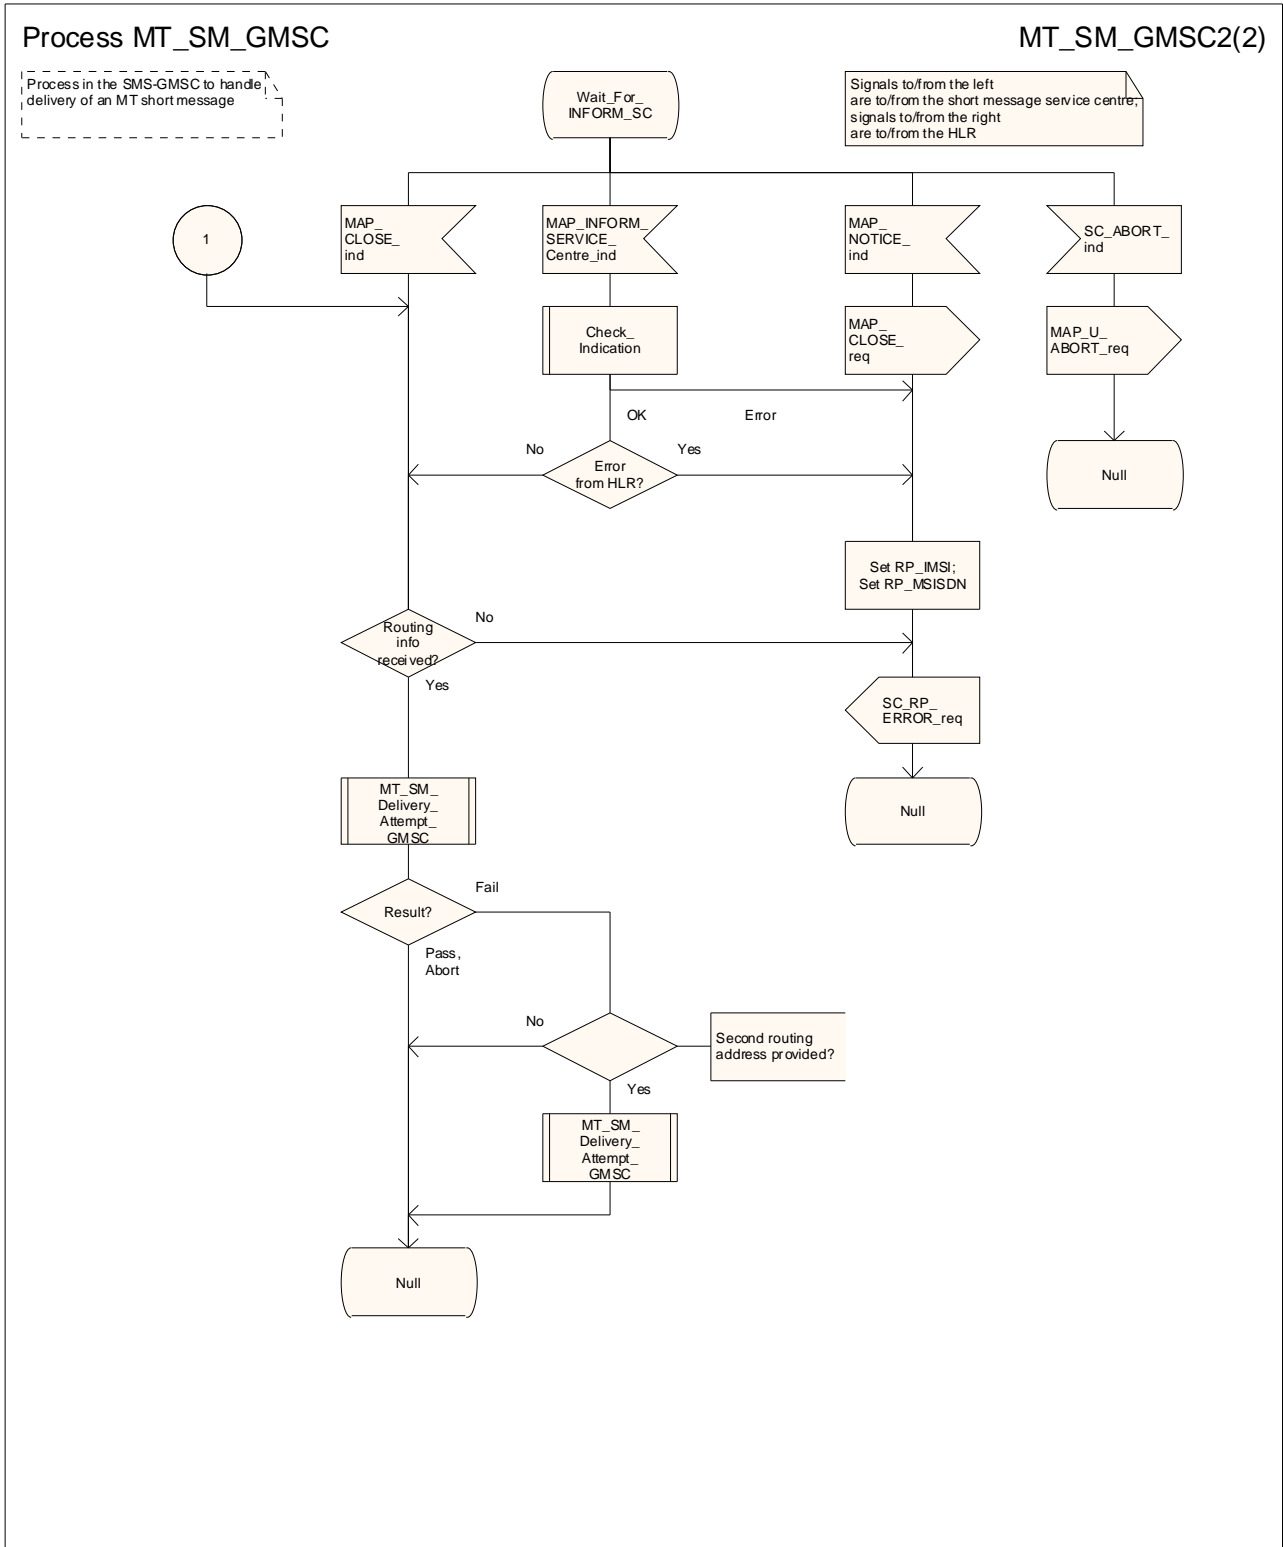 Process MT_SM_GMSC
MT_SM_GMSC2(2)
Process in the SMS-GMSC to handle
delivery of an MT short message
Wait_For_
INFORM_SC
Signals to/from the left
are to/from the short message service centre;
signals to/from the right
are to/from the HLR
1
MAP_
CLOSE_
ind
MAP_INFORM_
SERVICE_
Centre_ind
MAP_
NOTICE_
ind
SC_ABORT_
ind
Check_
Indication
MAP_
CLOSE_
req
MAP_U_
ABORT_req
OK
Error
No
Yes
Error
from HLR?
Null
Set RP_IMSI;
Set RP_MSISDN
Routing
info
received?
No
Yes
SC_RP_
ERROR_req
MT_SM_
Delivery_
Attempt_
GMSC
Null
Result?
Fail
Pass,
Abort
No
Second routing
address provided?
Yes
MT_SM_
Delivery_
Attempt_
GMSC
Null